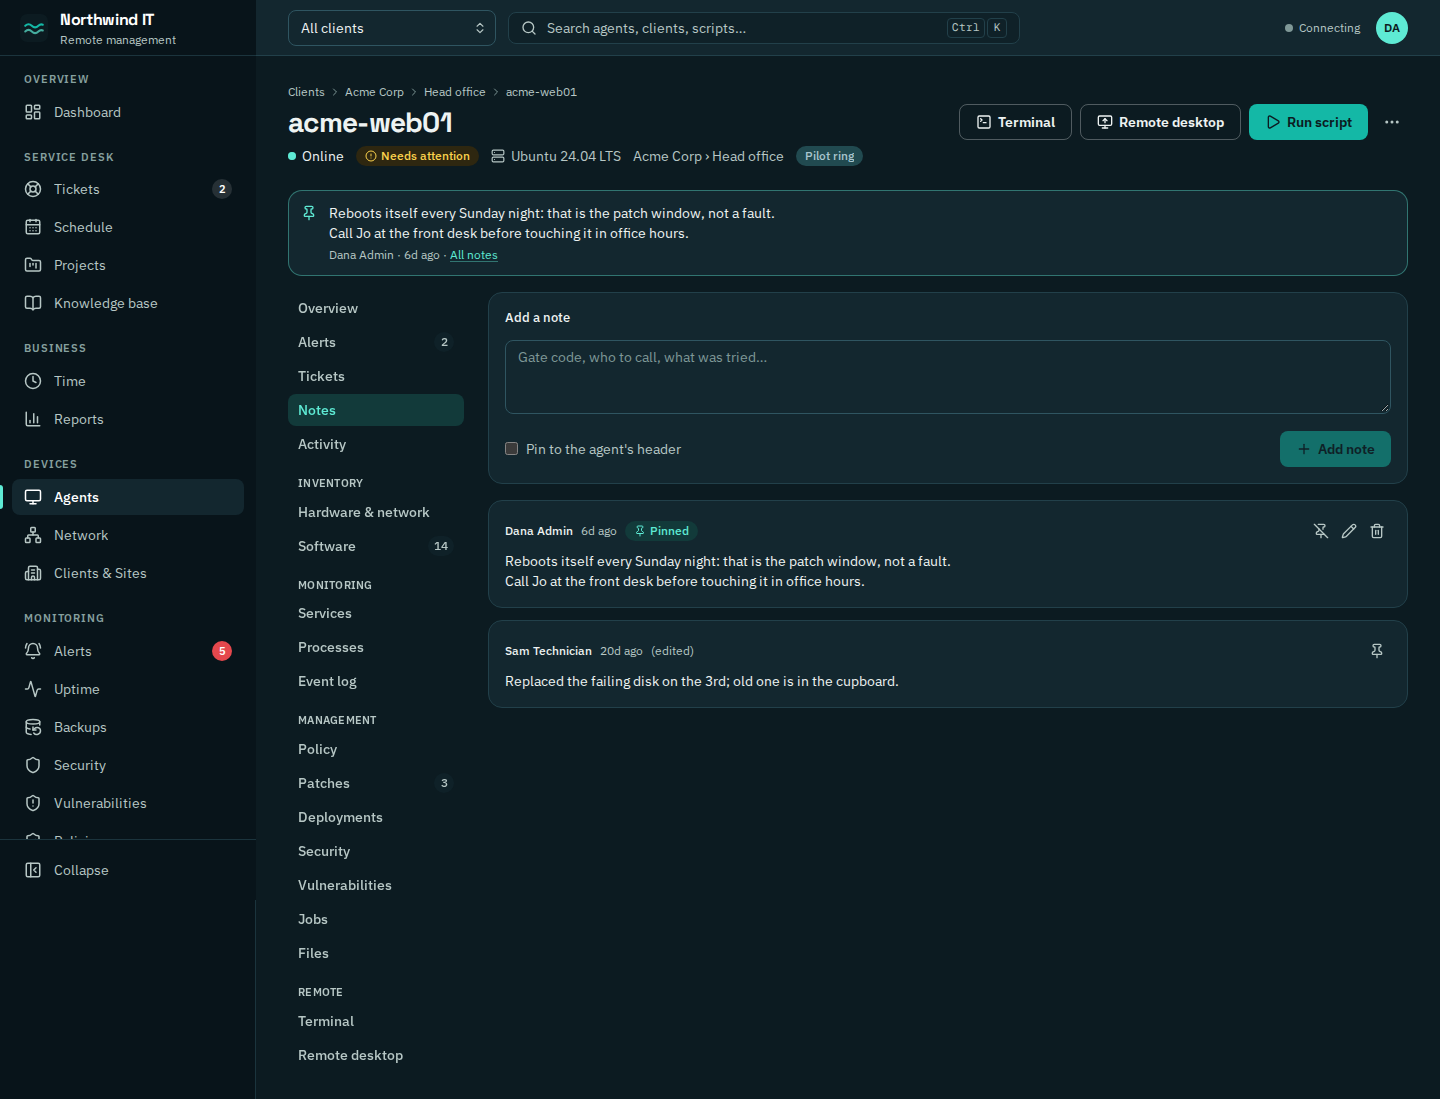 Northwind IT
Remote management
All clients
Search agents, clients, scripts...
Ctrl K
Connecting
DA
OVERVIEW
Dashboard
SERVICE DESK
Tickets 2
Schedule
Projects
Knowledge base
BUSINESS
Time
Reports
DEVICES
Agents
Network
Clients & Sites
MONITORING
Alerts 5
Uptime
Backups
Security
Vulnerabilities
Collapse
Clients > Acme Corp > Head office > acme-web01
acme-web01
Terminal
Remote desktop
Run script
Online
Needs attention
Ubuntu 24.04 LTS
Acme Corp › Head office
Pilot ring
Reboots itself every Sunday night: that is the patch window, not a fault.
Call Jo at the front desk before touching it in office hours.
Dana Admin · 6d ago · All notes
Overview
Alerts 2
Tickets
Notes
Activity
INVENTORY
Hardware & network
Software 14
MONITORING
Services
Processes
Event log
MANAGEMENT
Policy
Patches 3
Deployments
Security
Vulnerabilities
Jobs
Files
REMOTE
Terminal
Remote desktop
Add a note
Gate code, who to call, what was tried...
Pin to the agent's header
Add note
Dana Admin 6d ago Pinned
Reboots itself every Sunday night: that is the patch window, not a fault.
Call Jo at the front desk before touching it in office hours.
Sam Technician 20d ago (edited)
Replaced the failing disk on the 3rd; old one is in the cupboard.